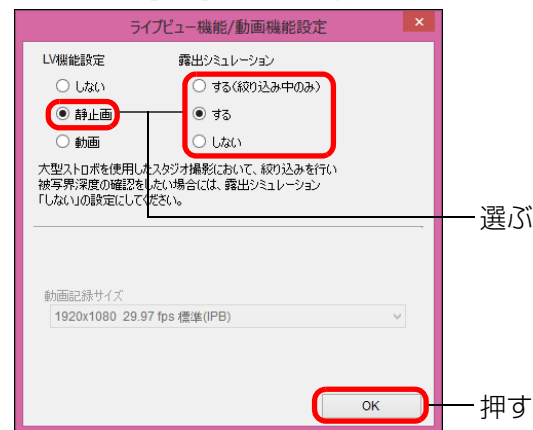 ライブビュー機能/動画機能設定
LV機能設定
露出シミュレーション
しない
する(絞り込み中のみ)
静止画
する
動画
しない
大型ストロボを使用したスタジオ撮影において、絞り込みを行い
被写界深度の確認をしたい場合には、露出シミュレーション
「しない」の設定にしてください。
選ぶ
動画記録サイズ
1920x1080 29.97 fps 標準(IPB)
OK
押す